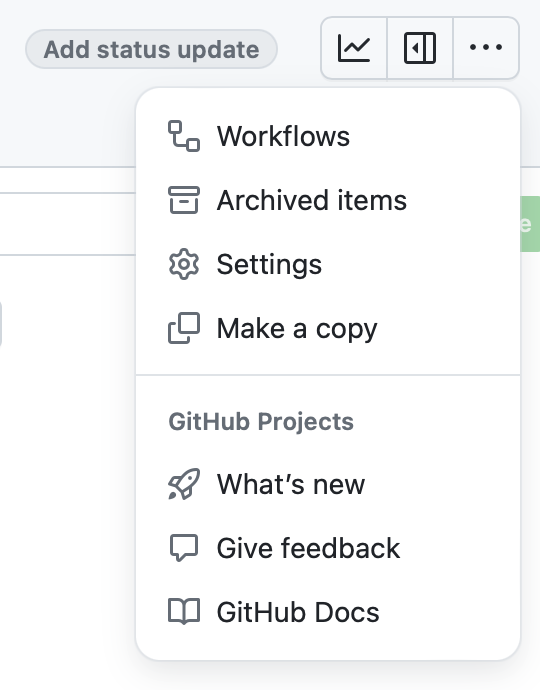 Add status update
Workflows
Archived items
Settings
Make a copy
GitHub Projects
What’s new
Give feedback
GitHub Docs